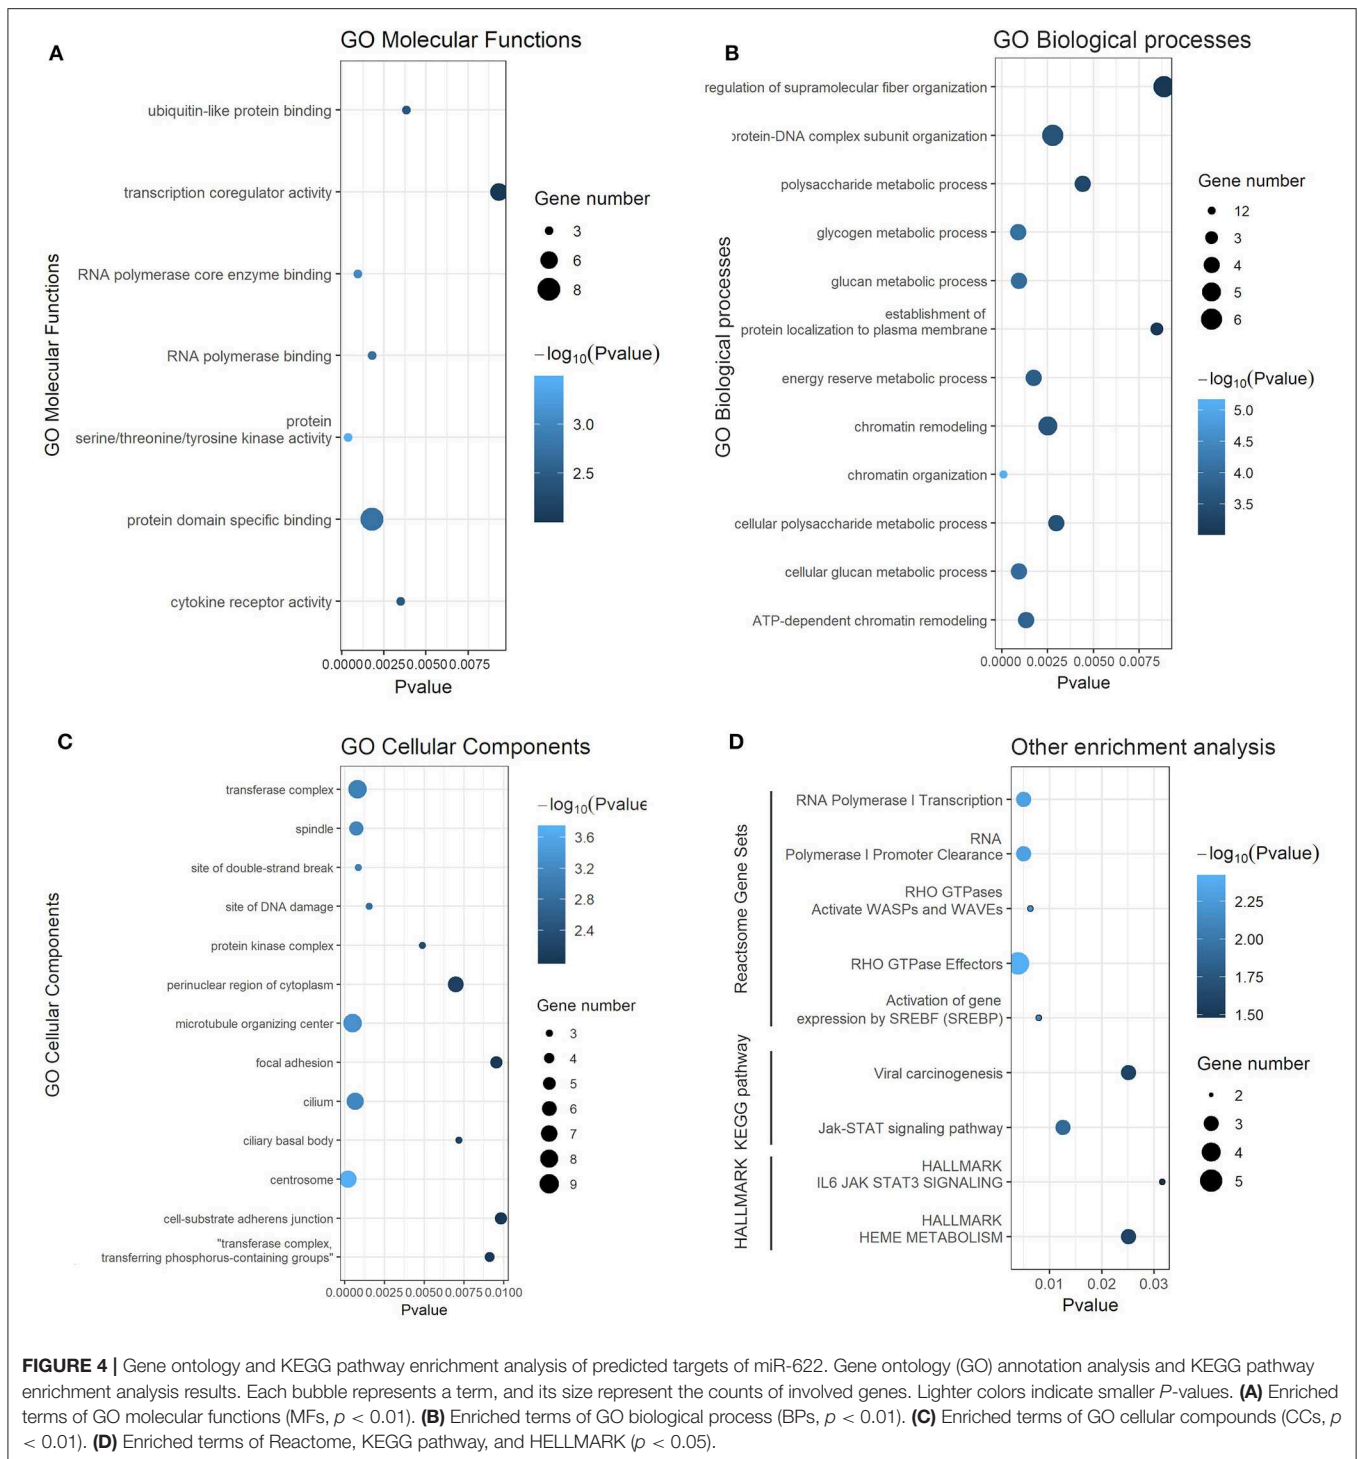 A
GO Molecular Functions
GO Molecular Functions
ubiquitin-like protein binding
transcription coregulator activity
RNA polymerase core enzyme binding
RNA polymerase binding
protein
serine/threonine/tyrosine kinase activity
protein domain specific binding
cytokine receptor activity
0.0000 0.0025 0.0050 0.0075
Pvalue
Gene number
3
6
8
−log10(Pvalue)
3.0
2.5
B
GO Biological processes
GO Biological processes
regulation of supramolecular fiber organization
protein-DNA complex subunit organization
polysaccharide metabolic process
glycogen metabolic process
glucan metabolic process
establishment of
protein localization to plasma membrane
energy reserve metabolic process
chromatin remodeling
chromatin organization
cellular polysaccharide metabolic process
cellular glucan metabolic process
ATP-dependent chromatin remodeling
0.0000 0.0025 0.0050 0.0075
Pvalue
Gene number
12
3
4
5
6
−log10(Pvalue)
5.0
4.5
4.0
3.5
C
GO Cellular Components
GO Cellular Components
transferase complex
spindle
site of double-strand break
site of DNA damage
protein kinase complex
perinuclear region of cytoplasm
microtubule organizing center
focal adhesion
cilium
ciliary basal body
centrosome
cell-substrate adherens junction
"transferase complex,
transferring phosphorus-containing groups"
0.0000 0.0025 0.0050 0.0075 0.0100
Pvalue
−log10(Pvalue
3.6
3.2
2.8
2.4
Gene number
3
4
5
6
7
8
9
D
Other enrichment analysis
Reactsome Gene Sets
RNA Polymerase I Transcription
RNA
Polymerase I Promoter Clearance
RHO GTPases
Activate WASPs and WAVEs
RHO GTPase Effectors
Activation of gene
expression by SREBF (SREBP)
KEGG pathway
Viral carcinogenesis
Jak-STAT signaling pathway
HALLMARK
HALLMARK
IL6 JAK STAT3 SIGNALING
HALLMARK
HEME METABOLISM
0.01 0.02 0.03
Pvalue
−log10(Pvalue)
2.25
2.00
1.75
1.50
Gene number
2
3
4
5
FIGURE 4 | Gene ontology and KEGG pathway enrichment analysis of predicted targets of miR-622. Gene ontology (GO) annotation analysis and KEGG pathway
enrichment analysis results. Each bubble represents a term, and its size represent the counts of involved genes. Lighter colors indicate smaller P-values. (A) Enriched
terms of GO molecular functions (MFs, p < 0.01). (B) Enriched terms of GO biological process (BPs, p < 0.01). (C) Enriched terms of GO cellular compounds (CCs, p
< 0.01). (D) Enriched terms of Reactome, KEGG pathway, and HELLMARK (p < 0.05).